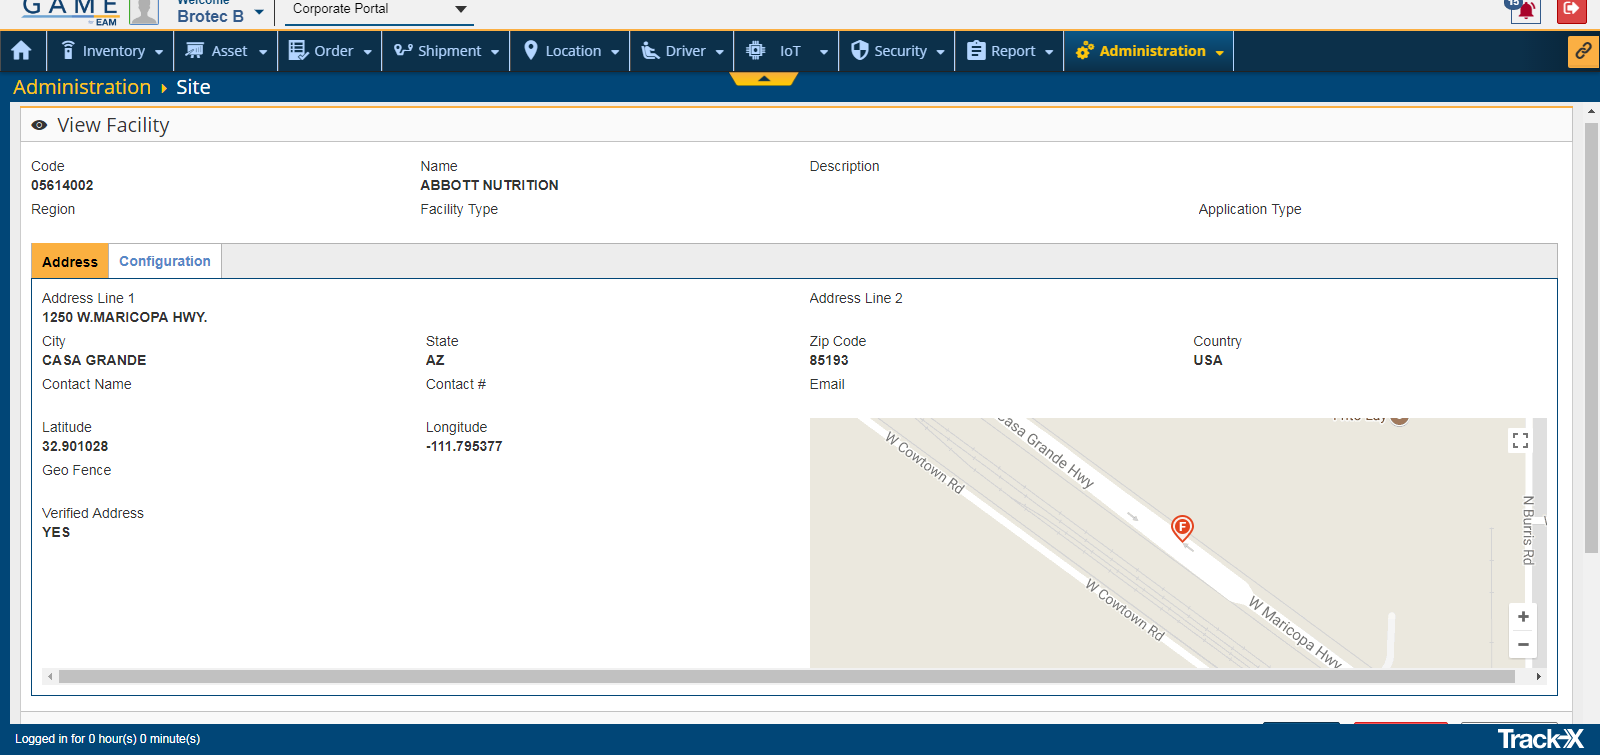 GAME
by EAM
Welcome
Brotec B
Corporate Portal
15
Inventory
Asset
Order
Shipment
Location
Driver
IoT
Security
Report
Administration
Administration Site
View Facility
Code
Name
Description
05614002
ABBOTT NUTRITION
Region
Facility Type
Application Type
Address
Configuration
Address Line 1
Address Line 2
1250 W.MARICOPA HWY.
City
State
Zip Code
Country
CASA GRANDE
AZ
85193
USA
Contact Name
Contact #
Email
Latitude
Longitude
32.901028
-111.795377
Geo Fence
Verified Address
YES
Frito Lay
Casa Grande Hwy
W Cowtown Rd
F
N Burris Rd
W Cowtown Rd
W Maricopa Hwy
+
−
Logged in for 0 hour(s) 0 minute(s)
Track-X